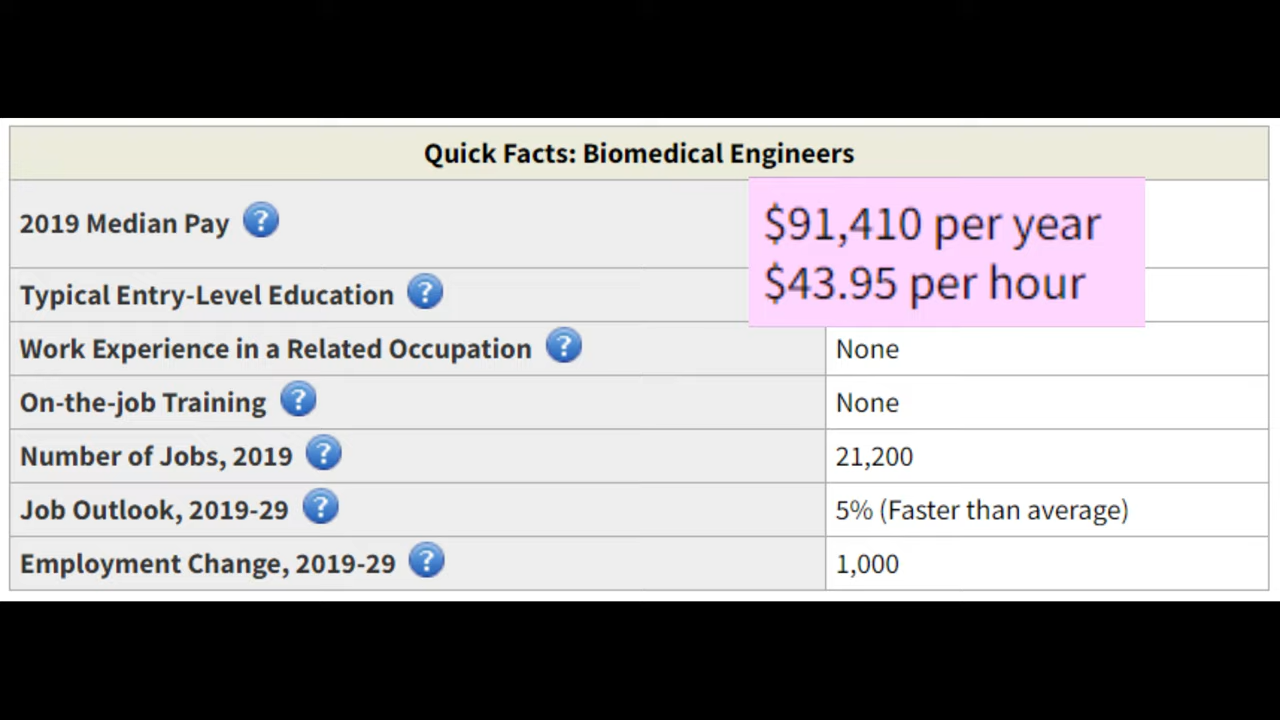 Quick Facts: Biomedical Engineers
2019 Median Pay ?
$91,410 per year
$43.95 per hour
Typical Entry-Level Education ?
Work Experience in a Related Occupation ? None
On-the-job Training ? None
Number of Jobs, 2019 ? 21,200
Job Outlook, 2019-29 ? 5% (Faster than average)
Employment Change, 2019-29 ? 1,000